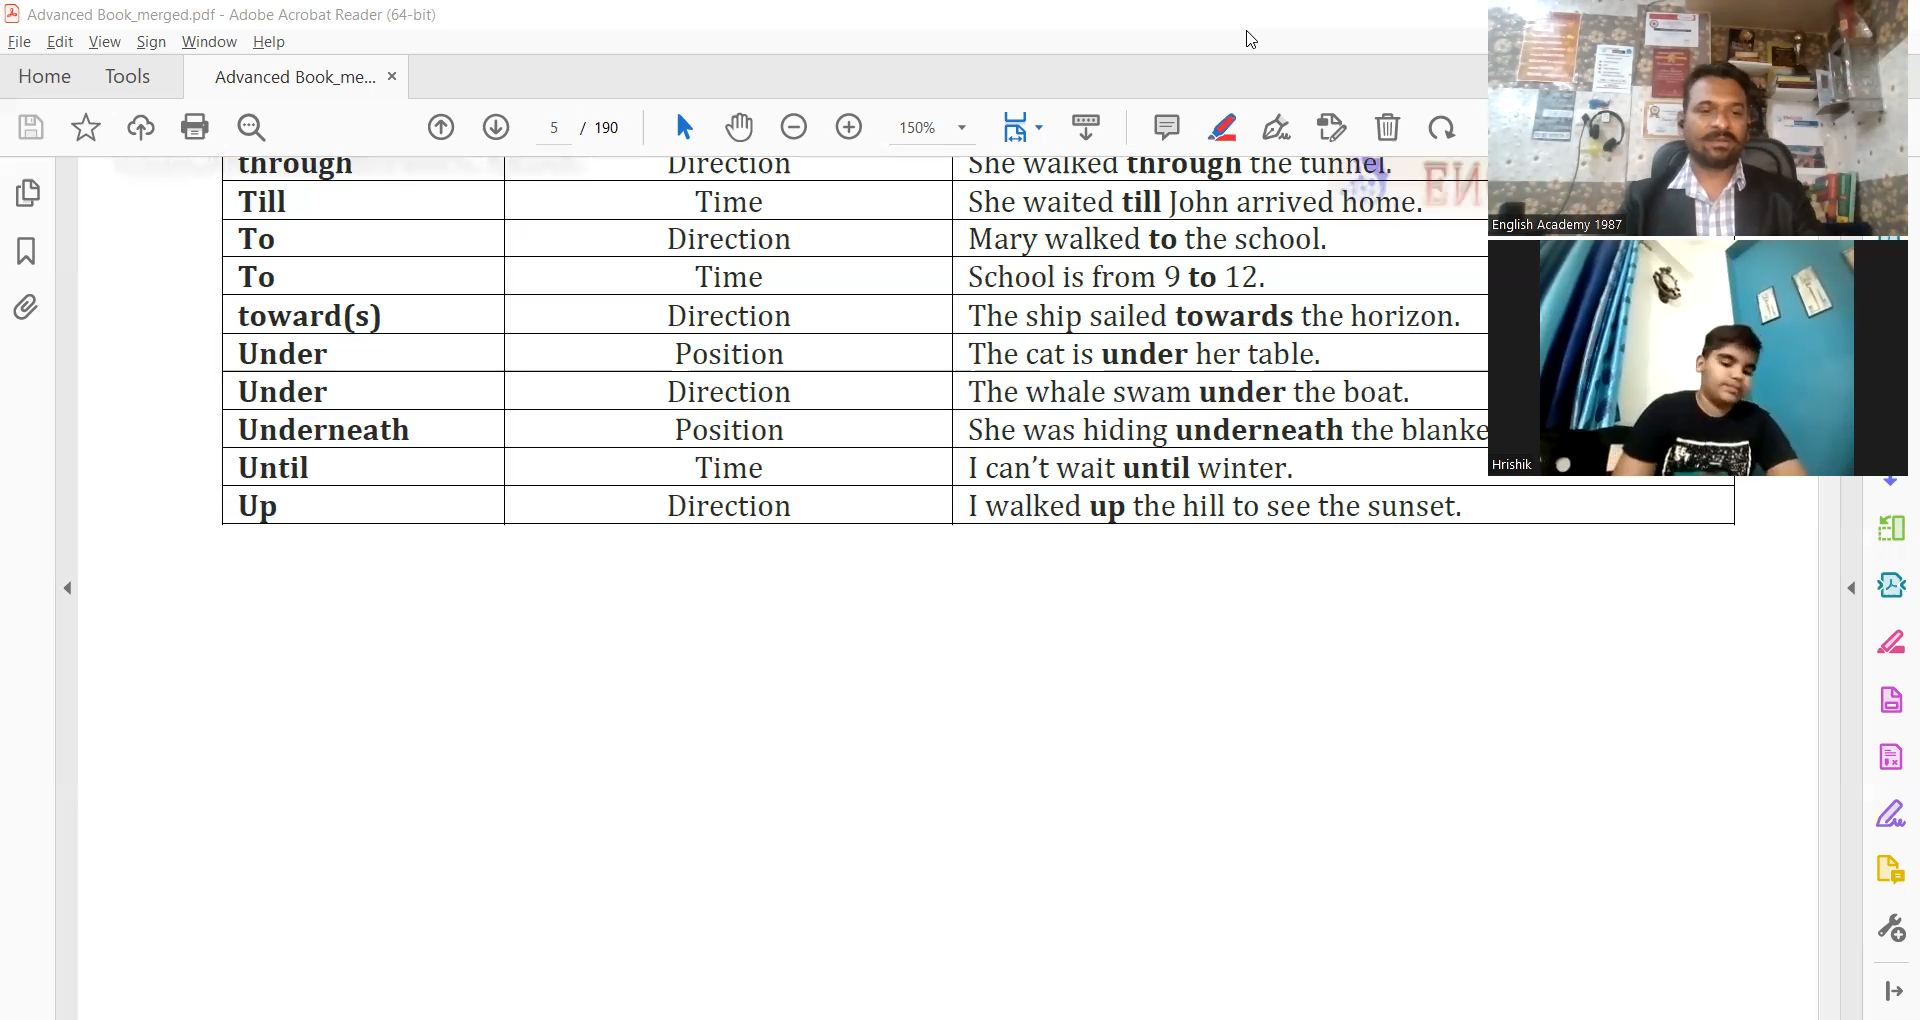 Advanced Book_merged.pdf - Adobe Acrobat Reader (64-bit)
File Edit View Sign Window Help
Home Tools Advanced Book_me... ×
5 / 190 150%
through Direction She walked through the tunnel.
Till Time She waited till John arrived home.
To Direction Mary walked to the school.
To Time School is from 9 to 12.
toward(s) Direction The ship sailed towards the horizon.
Under Position The cat is under her table.
Under Direction The whale swam under the boat.
Underneath Position She was hiding underneath the blanke
Until Time I can’t wait until winter.
Up Direction I walked up the hill to see the sunset.
EN
English Academy 1987
Hrishik